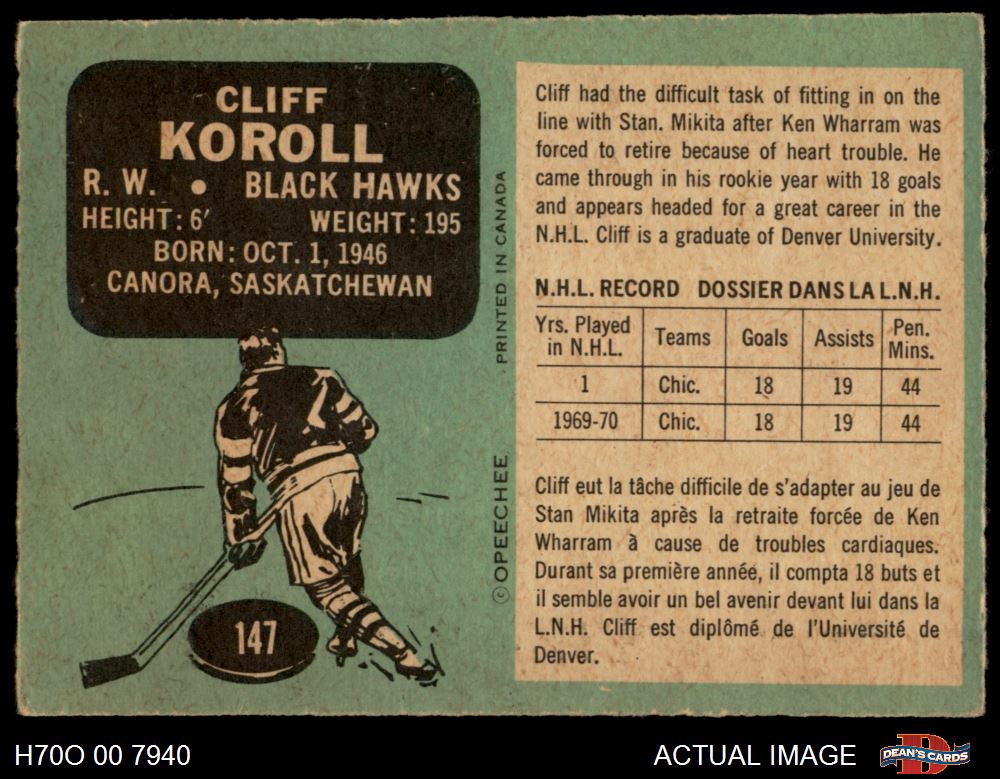 CLIFF
KOROLL
R. W. • BLACK HAWKS
HEIGHT: 6′ WEIGHT: 195
BORN: OCT. 1, 1946
CANORA, SASKATCHEWAN
147
© OPEECHEE PRINTED IN CANADA
Cliff had the difficult task of fitting in on the
line with Stan. Mikita after Ken Wharram was
forced to retire because of heart trouble. He
came through in his rookie year with 18 goals
and appears headed for a great career in the
N.H.L. Cliff is a graduate of Denver University.
N.H.L. RECORD DOSSIER DANS LA L.N.H.
Yrs. Played in N.H.L. Teams Goals Assists Pen. Mins.
1 Chic. 18 19 44
1969-70 Chic. 18 19 44
Cliff eut la tâche difficile de s'adapter au jeu de
Stan Mikita après la retraite forcée de Ken
Wharram à cause de troubles cardiaques.
Durant sa première année, il compta 18 buts et
il semble avoir un bel avenir devant lui dans la
L.N.H. Cliff est diplômé de l'Université de
Denver.
H70O 00 7940
ACTUAL IMAGE
DEAN'S CARDS